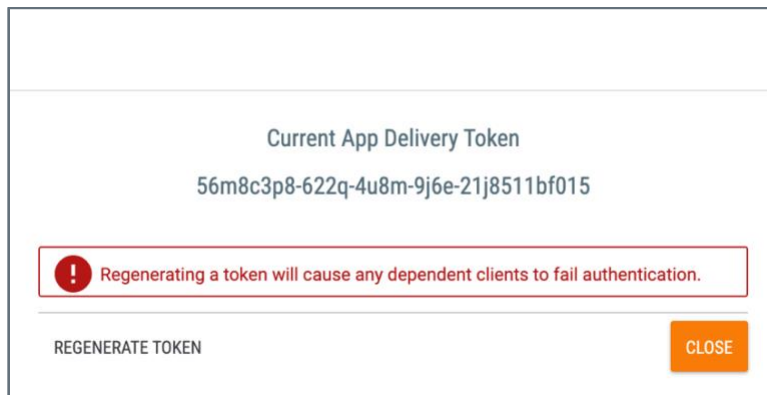 Current App Delivery Token
56m8c3p8-622q-4u8m-9j6e-21j8511bf015
Regenerating a token will cause any dependent clients to fail authentication.
REGENERATE TOKEN
CLOSE